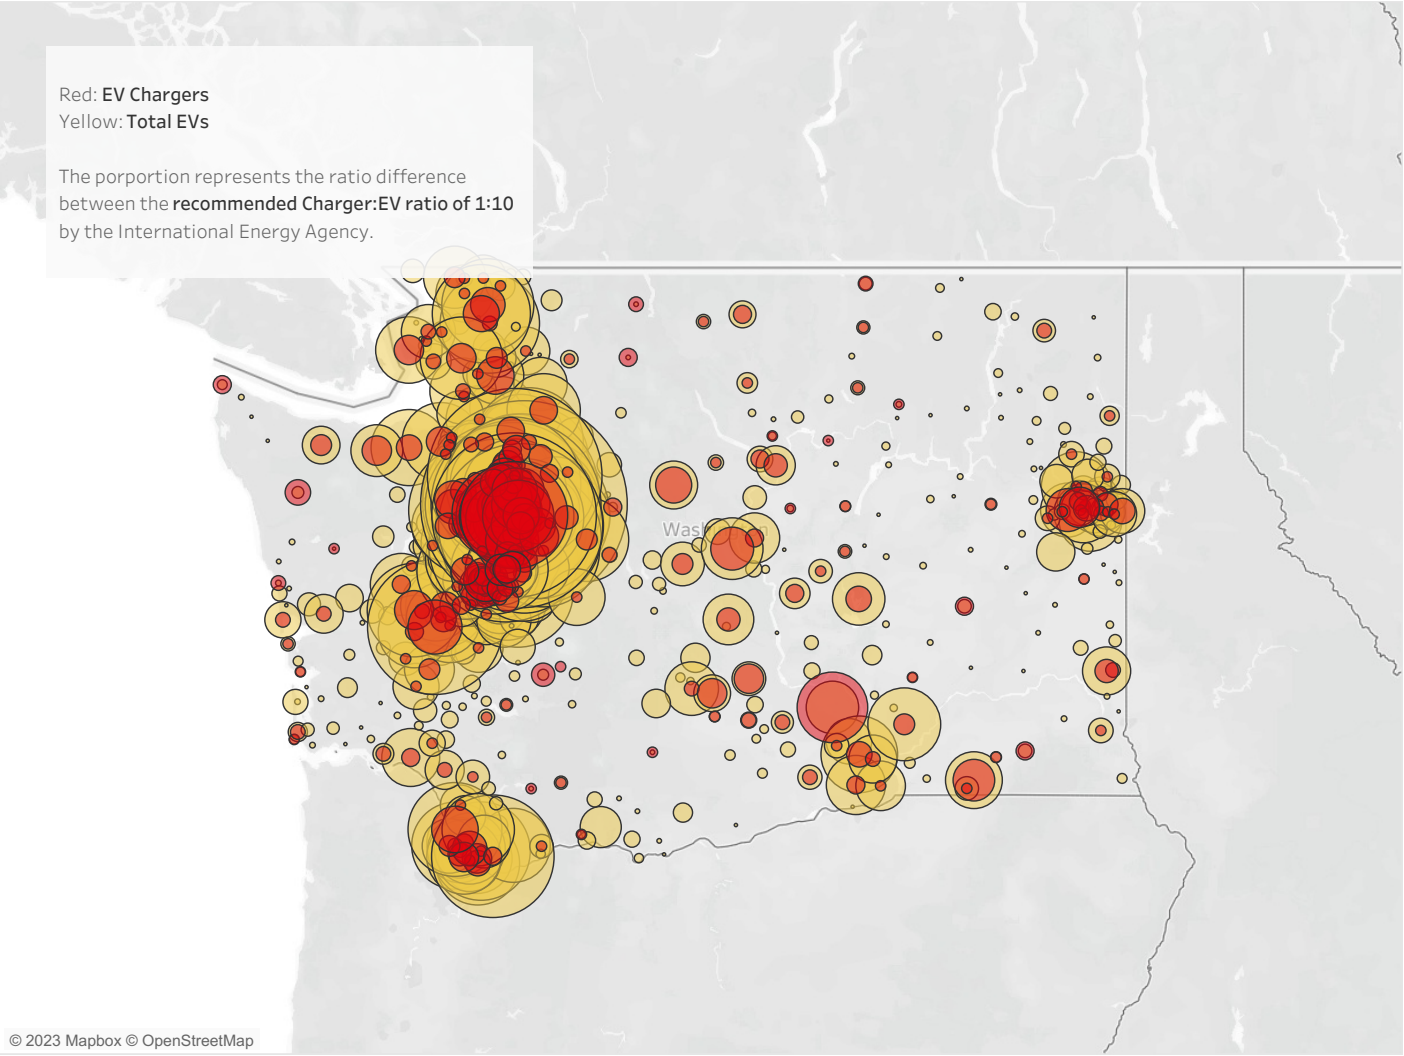 Red: EV Chargers
Yellow: Total EVs
The porportion represents the ratio difference
between the recommended Charger:EV ratio of 1:10
by the International Energy Agency.
Washington
© 2023 Mapbox © OpenStreetMap